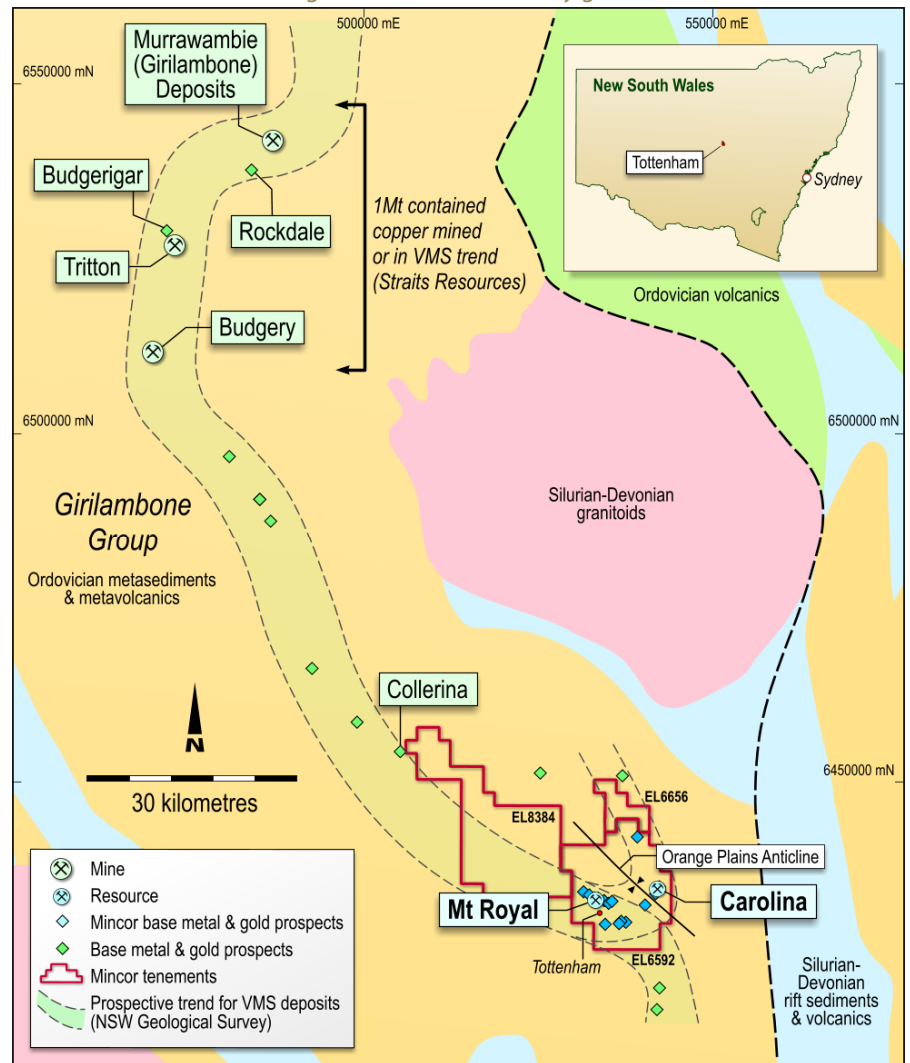 500000 mE
550000 mE
6550000 mN
Murrawambie
(Girilambone)
Deposits
New South Wales
Tottenham
Sydney
Budgerigar
Rockdale
Tritton
1Mt contained
copper mined
or in VMS trend
(Straits Resources)
Ordovician volcanics
Budgery
6500000 mN
6500000 mN
Silurian-Devonian
granitoids
Girilambone
Group
Ordovician metasediments
& metavolcanics
Collerina
N
30 kilometres
6450000 mN
EL8384
EL6656
Orange Plains Anticline
Mt Royal
Carolina
Tottenham
EL6592
Silurian-
Devonian
rift sediments
& volcanics
Mine
Resource
Mincor base metal & gold prospects
Base metal & gold prospects
Mincor tenements
Prospective trend for VMS deposits
(NSW Geological Survey)